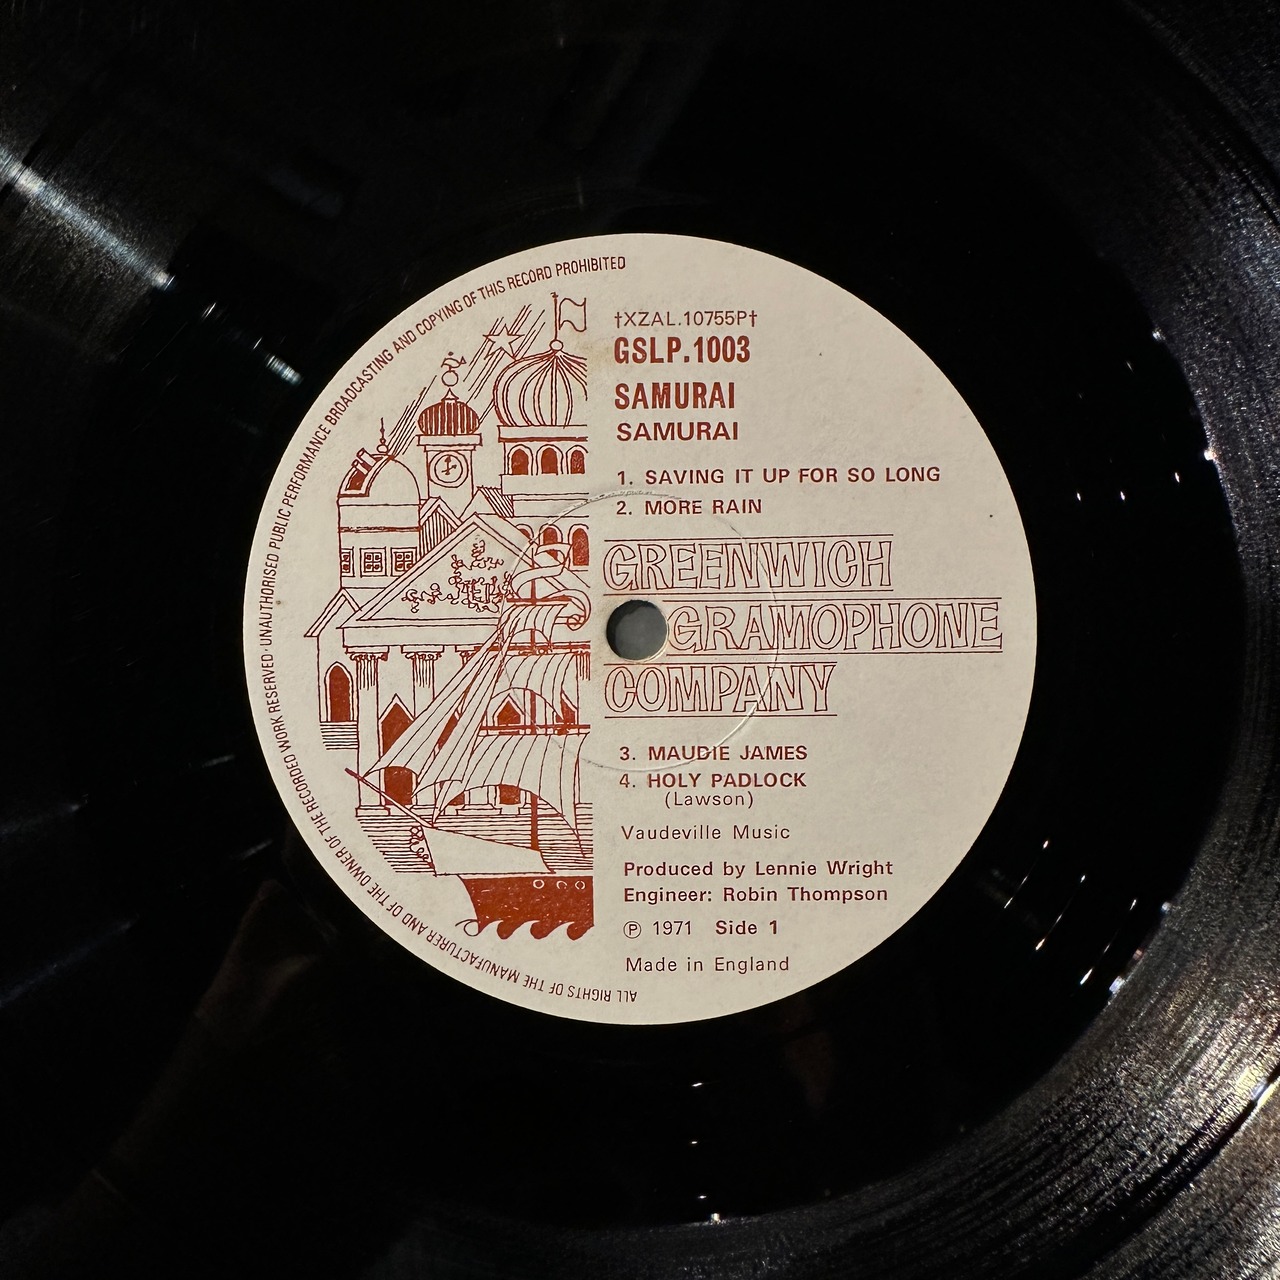 †XZAL.10755P†
GSLP.1003
SAMURAI
SAMURAI
1. SAVING IT UP FOR SO LONG
2. MORE RAIN
GREENWICH
GRAMOPHONE
COMPANY
3. MAUDIE JAMES
4. HOLY PADLOCK
(Lawson)
Vaudeville Music
Produced by Lennie Wright
Engineer: Robin Thompson
℗ 1971 Side 1
Made in England
ALL RIGHTS OF THE MANUFACTURER AND OF THE OWNER OF THE RECORDED WORK RESERVED · UNAUTHORISED PUBLIC PERFORMANCE BROADCASTING AND COPYING OF THIS RECORD PROHIBITED